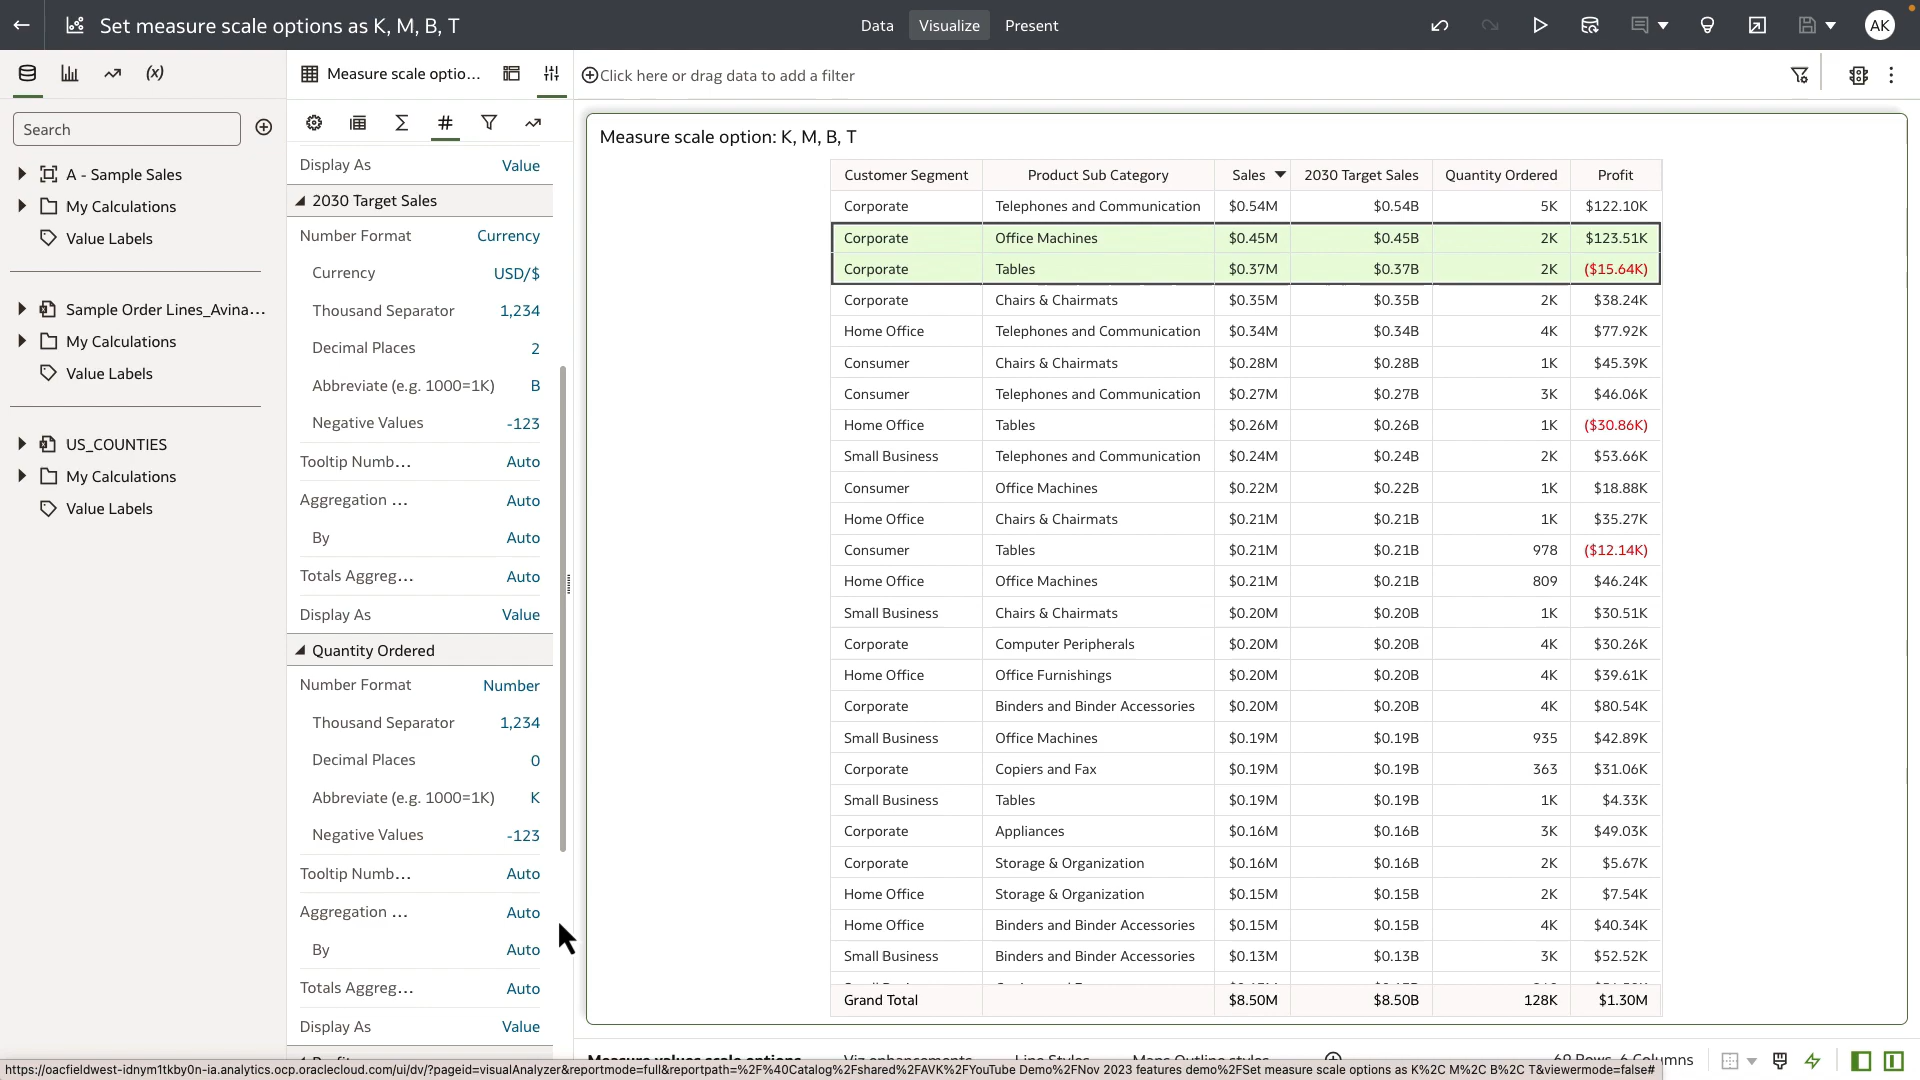 Set measure scale options as K, M, B, T
Data Visualize Present
AK
Measure scale optio...
Click here or drag data to add a filter
Search
A - Sample Sales
My Calculations
Value Labels
Sample Order Lines_Avina...
My Calculations
Value Labels
US_COUNTIES
My Calculations
Value Labels
Display As Value
2030 Target Sales
Number Format Currency
Currency USD/$
Thousand Separator 1,234
Decimal Places 2
Abbreviate (e.g. 1000=1K) B
Negative Values -123
Tooltip Numb... Auto
Aggregation ... Auto
By Auto
Totals Aggreg... Auto
Display As Value
Quantity Ordered
Number Format Number
Thousand Separator 1,234
Decimal Places 0
Abbreviate (e.g. 1000=1K) K
Negative Values -123
Tooltip Numb... Auto
Aggregation ... Auto
By Auto
Totals Aggreg... Auto
Display As Value
Measure scale option: K, M, B, T
Customer Segment Product Sub Category Sales 2030 Target Sales Quantity Ordered Profit
Corporate Telephones and Communication $0.54M $0.54B 5K $122.10K
Corporate Office Machines $0.45M $0.45B 2K $123.51K
Corporate Tables $0.37M $0.37B 2K ($15.64K)
Corporate Chairs & Chairmats $0.35M $0.35B 2K $38.24K
Home Office Telephones and Communication $0.34M $0.34B 4K $77.92K
Consumer Chairs & Chairmats $0.28M $0.28B 1K $45.39K
Consumer Telephones and Communication $0.27M $0.27B 3K $46.06K
Home Office Tables $0.26M $0.26B 1K ($30.86K)
Small Business Telephones and Communication $0.24M $0.24B 2K $53.66K
Consumer Office Machines $0.22M $0.22B 1K $18.88K
Home Office Chairs & Chairmats $0.21M $0.21B 1K $35.27K
Consumer Tables $0.21M $0.21B 978 ($12.14K)
Home Office Office Machines $0.21M $0.21B 809 $46.24K
Small Business Chairs & Chairmats $0.20M $0.20B 1K $30.51K
Corporate Computer Peripherals $0.20M $0.20B 4K $30.26K
Home Office Office Furnishings $0.20M $0.20B 4K $39.61K
Corporate Binders and Binder Accessories $0.20M $0.20B 4K $80.54K
Small Business Office Machines $0.19M $0.19B 935 $42.89K
Corporate Copiers and Fax $0.19M $0.19B 363 $31.06K
Small Business Tables $0.19M $0.19B 1K $4.33K
Corporate Appliances $0.16M $0.16B 3K $49.03K
Corporate Storage & Organization $0.16M $0.16B 2K $5.67K
Home Office Storage & Organization $0.15M $0.15B 2K $7.54K
Home Office Binders and Binder Accessories $0.15M $0.15B 4K $40.34K
Small Business Binders and Binder Accessories $0.13M $0.13B 3K $52.52K
Grand Total $8.50M $8.50B 128K $1.30M
Measure values scale options Viz enhancements Line Styles Maps Outline styles 69 Rows, 6 Columns
https://oacfieldwest-idnym1tkby0n-ia.analytics.ocp.oraclecloud.com/ui/dv/?pageid=visualAnalyzer&reportmode=full&reportpath=%2F%40Catalog%2Fshared%2FAVK%2FYouTube Demo%2FNov 2023 features demo%2FSet measure scale options as K%2C M%2C B%2C T&viewermode=false#